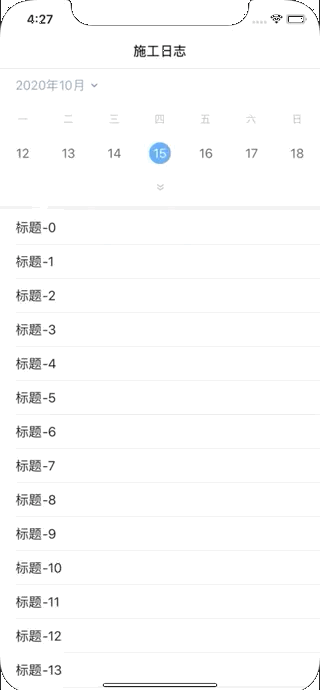 4:27
施工日志
2020年10月
一 二 三 四 五 六 日
12 13 14 15 16 17 18
标题-0
标题-1
标题-2
标题-3
标题-4
标题-5
标题-6
标题-7
标题-8
标题-9
标题-10
标题-11
标题-12
标题-13